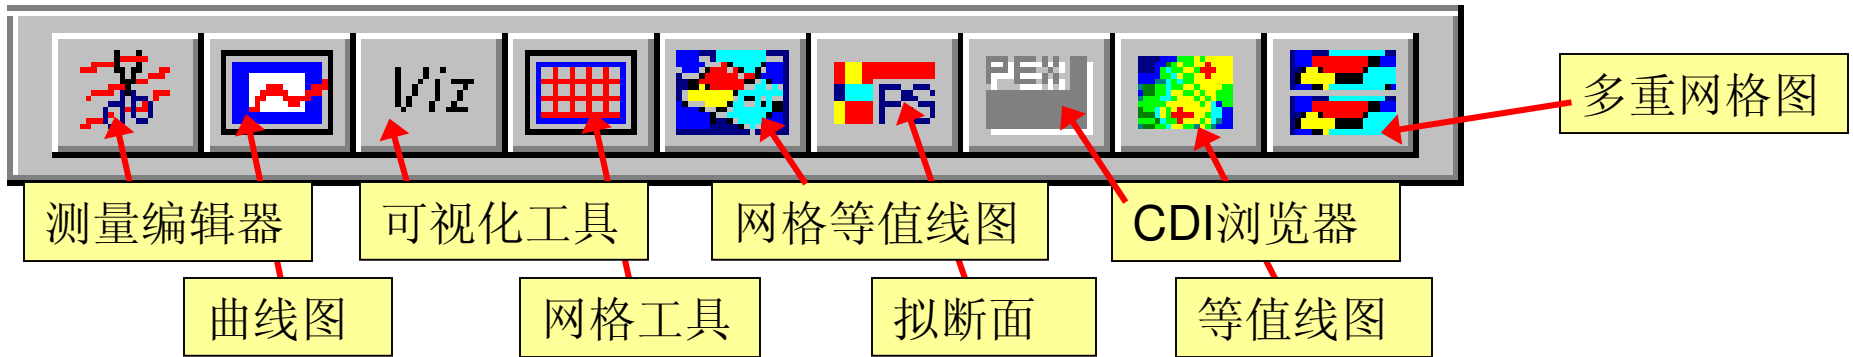 Viz
PS
PEX
多重网格图
测量编辑器
可视化工具
网格等值线图
CDI浏览器
曲线图
网格工具
拟断面
等值线图